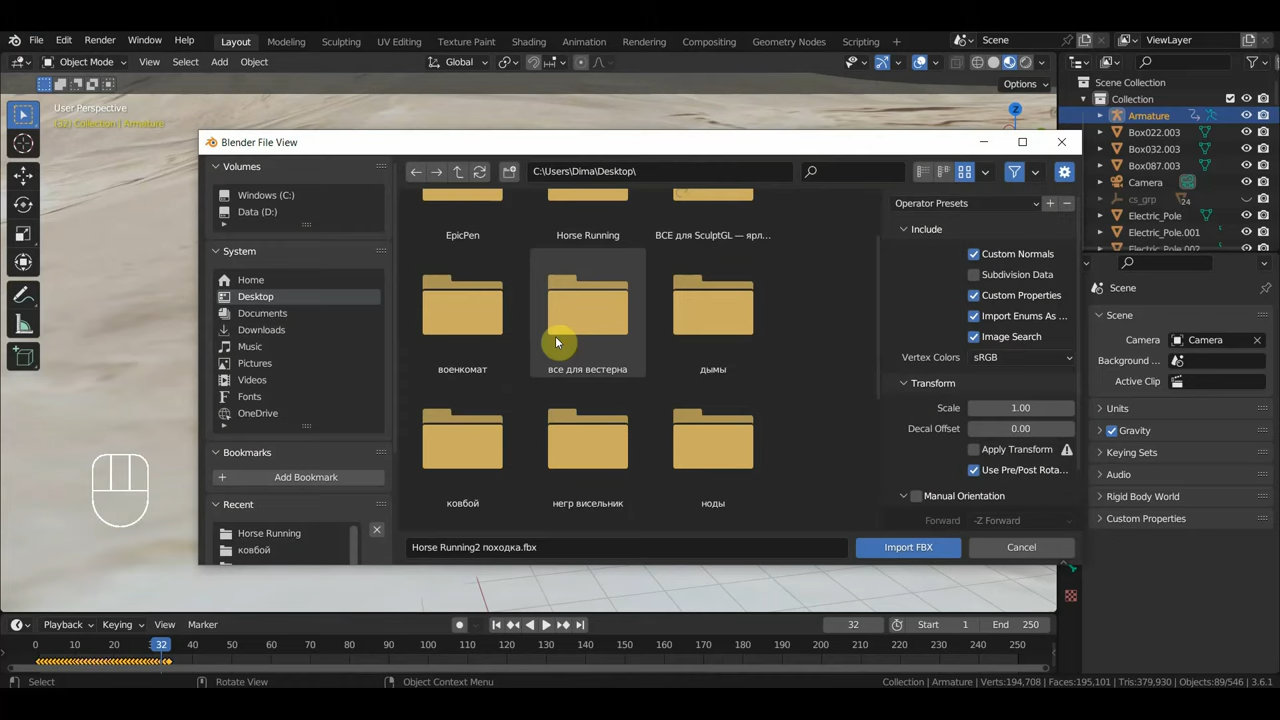 File Edit Render Window Help Layout Modeling Sculpting UV Editing Texture Paint Shading Animation Rendering Compositing Geometry Nodes Scripting + Scene ViewLayer
Object Mode View Select Add Object Global
Options
User Perspective
(32) Collection | Armature
Scene Collection
Collection
Armature
Box022.003
Box032.003
Box087.003
Camera
cs_grp 24
Electric_Pole
Electric_Pole.001
Electric_Pole.002
Blender File View
Volumes
Windows (C:)
Data (D:)
System
Home
Desktop
Documents
Downloads
Music
Pictures
Videos
Fonts
OneDrive
Bookmarks
Add Bookmark
Recent
Horse Running
ковбой
C:\Users\Dima\Desktop\
EpicPen Horse Running ВСЕ для SculptGL — ярл...
военкомат все для вестерна дымы
ковбой негр висельник ноды
Horse Running2 походка.fbx
Import FBX Cancel
Operator Presets
Include
Custom Normals
Subdivision Data
Custom Properties
Import Enums As ...
Image Search
Vertex Colors sRGB
Transform
Scale 1.00
Decal Offset 0.00
Apply Transform
Use Pre/Post Rota...
Manual Orientation
Forward -Z Forward
Scene
Scene
Camera Camera
Background ...
Active Clip
Units
Gravity
Keying Sets
Audio
Rigid Body World
Custom Properties
Playback Keying View Marker 32 Start 1 End 250
0 10 20 32 40 50 60 70 80 90 100 110 120 130 140 150 160 170 180 190 200 210 220 230 240 250
Select Rotate View Object Context Menu Collection | Armature | Verts:194,708 | Faces:195,101 | Tris:379,930 | Objects:89/546 | 3.6.1